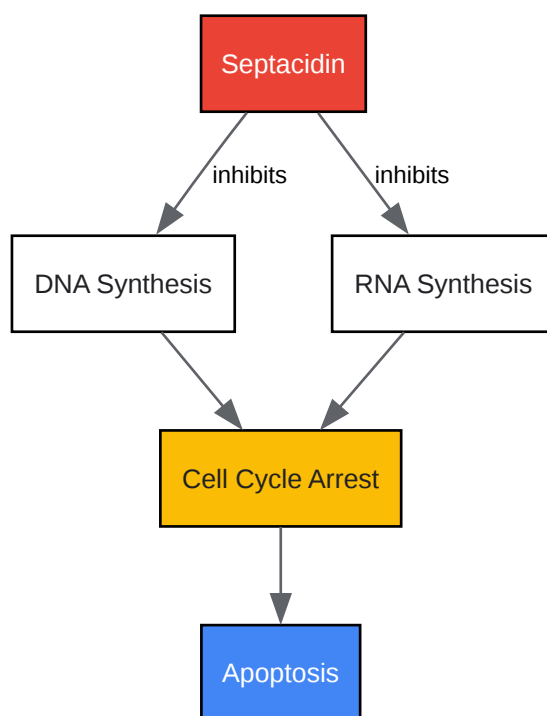 Septacidin
inhibits
inhibits
DNA Synthesis
RNA Synthesis
Cell Cycle Arrest
Apoptosis